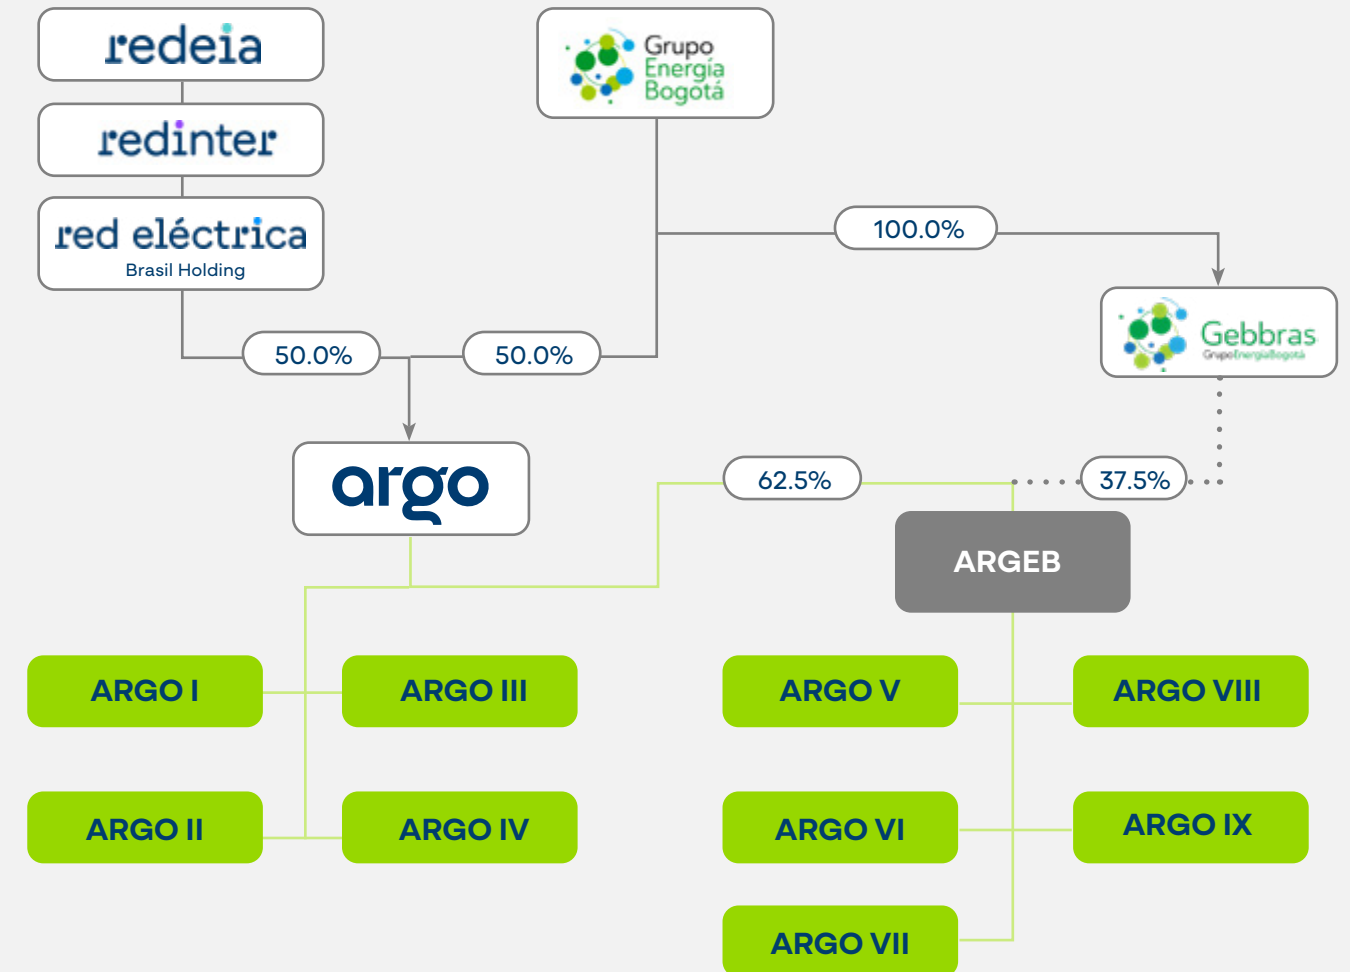 redeia
redinter
red eléctrica
Brasil Holding
Grupo
Energía
Bogotá
100.0%
Gebbras
GrupoEnergíaBogotá
50.0%
50.0%
argo
62.5%
37.5%
ARGEB
ARGO I
ARGO III
ARGO II
ARGO IV
ARGO V
ARGO VIII
ARGO VI
ARGO IX
ARGO VII